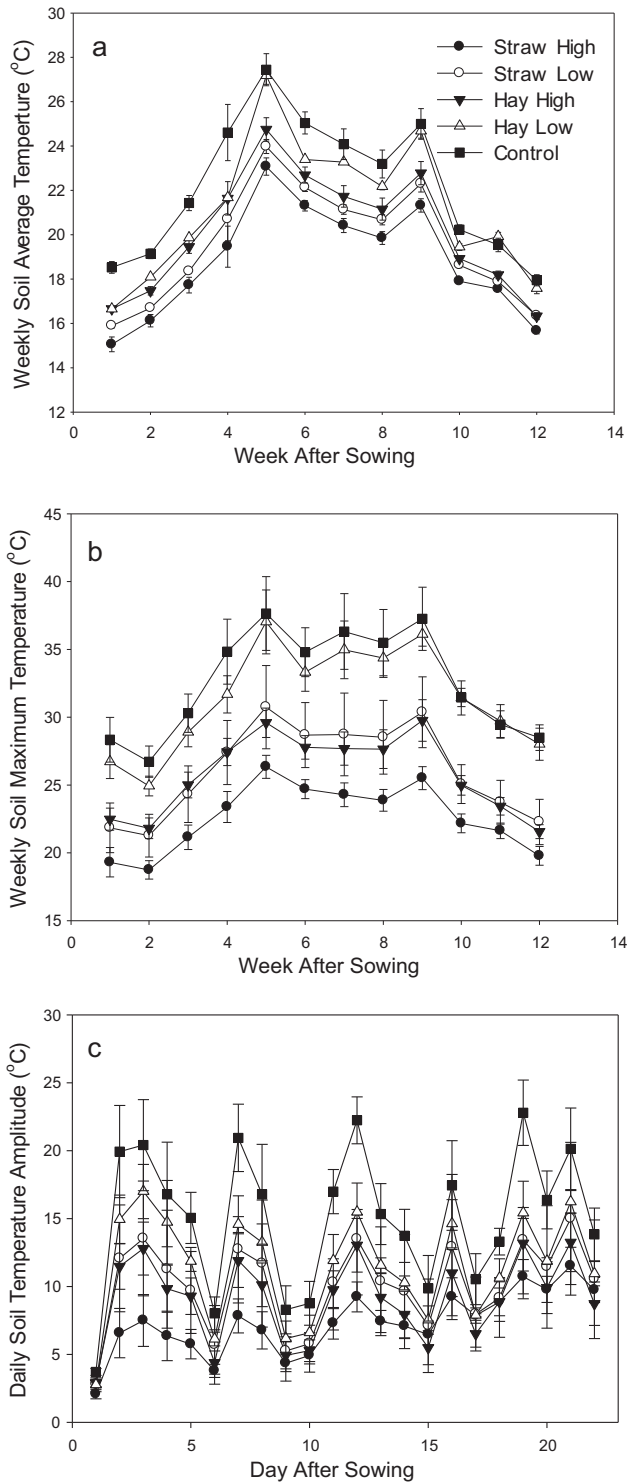 a
Straw High
Straw Low
Hay High
Hay Low
Control
Weekly Soil Average Temperture (°C)
30
28
26
24
22
20
18
16
14
12
0 2 4 6 8 10 12 14
Week After Sowing
b
Weekly Soil Maximum Temperature (°C)
45
40
35
30
25
20
15
0 2 4 6 8 10 12 14
Week After Sowing
c
Daily Soil Temperature Amplitude (°C)
30
25
20
15
10
5
0
0 5 10 15 20
Day After Sowing